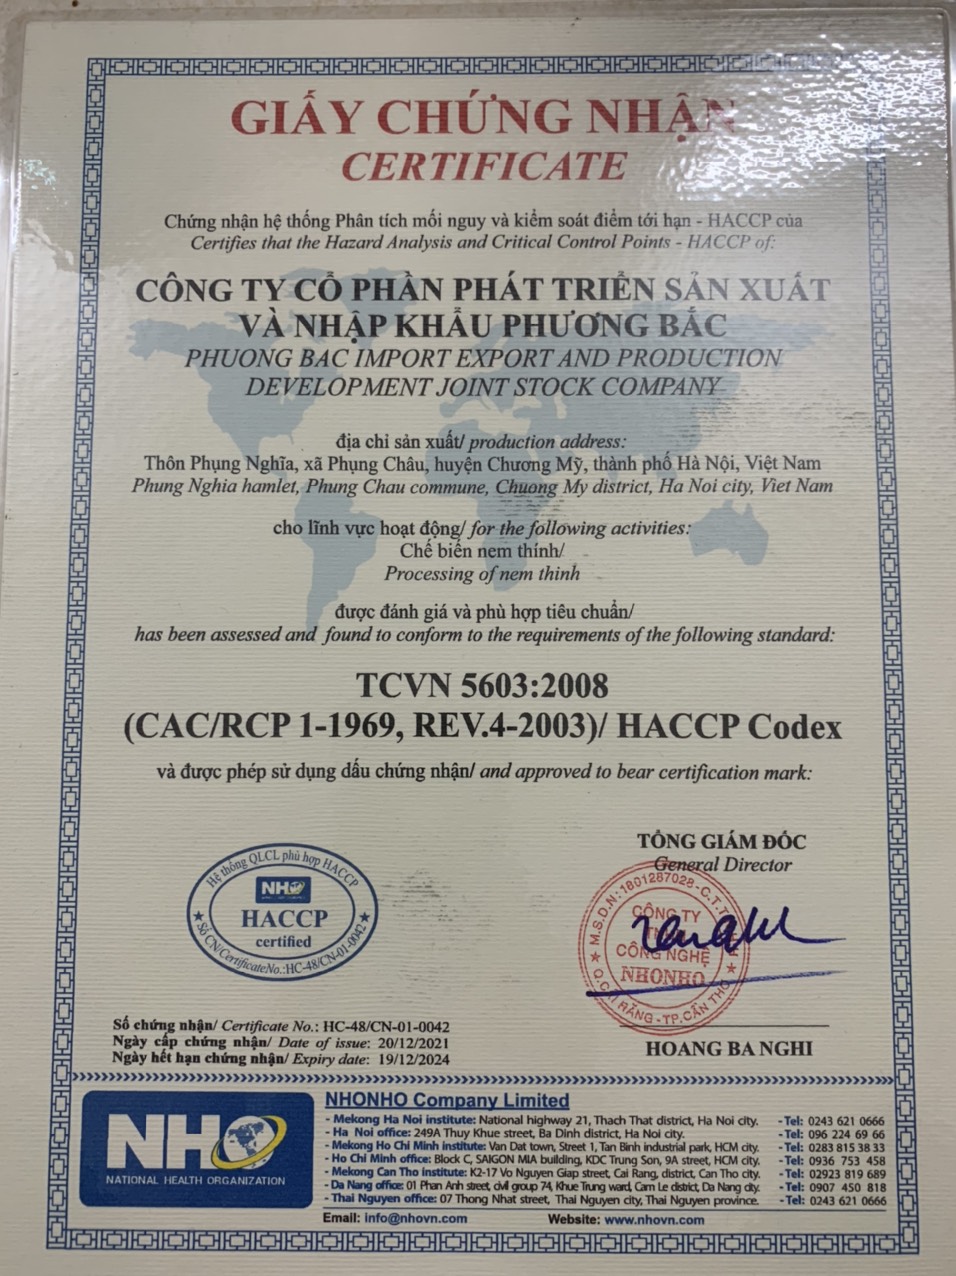 GIẤY CHỨNG NHẬN
CERTIFICATE
Chứng nhận hệ thống Phân tích mối nguy và kiểm soát điểm tới hạn - HACCP của
Certifies that the Hazard Analysis and Critical Control Points - HACCP of:
CÔNG TY CỔ PHẦN PHÁT TRIỂN SẢN XUẤT
VÀ NHẬP KHẨU PHƯƠNG BẮC
PHUONG BAC IMPORT EXPORT AND PRODUCTION
DEVELOPMENT JOINT STOCK COMPANY
địa chỉ sản xuất/ production address:
Thôn Phụng Nghĩa, xã Phụng Châu, huyện Chương Mỹ, thành phố Hà Nội, Việt Nam
Phung Nghia hamlet, Phung Chau commune, Chuong My district, Ha Noi city, Viet Nam
cho lĩnh vực hoạt động/ for the following activities:
Chế biến nem thính/
Processing of nem thinh
được đánh giá và phù hợp tiêu chuẩn/
has been assessed and found to conform to the requirements of the following standard:
TCVN 5603:2008
(CAC/RCP 1-1969, REV.4-2003)/ HACCP Codex
và được phép sử dụng dấu chứng nhận/ and approved to bear certification mark:
Hệ thống QLCL phù hợp HACCP
NHO
HACCP
certified
Số CN/CertificateNo.:HC-48/CN-01-0042
TỔNG GIÁM ĐỐC
General Director
M.S.D.N: 1801287028 - C.T.T
CÔNG TY
TNHH
CÔNG NGHỆ
NHONHO
Q.CÁI RĂNG - TP.CẦN THƠ
HOANG BA NGHI
Số chứng nhận/ Certificate No.: HC-48/CN-01-0042
Ngày cấp chứng nhận/ Date of issue: 20/12/2021
Ngày hết hạn chứng nhận/ Expiry date: 19/12/2024
NHO
NATIONAL HEALTH ORGANIZATION
NHONHO Company Limited
- Mekong Ha Noi institute: National highway 21, Thach That district, Ha Noi city. - Tel: 0243 621 0666
- Ha Noi office: 249A Thuy Khue street, Ba Dinh district, Ha Noi city. - Tel: 096 224 69 66
- Mekong Ho Chi Minh institute: Van Dat town, Street 1, Tan Binh industrial park, HCM city. - Tel: 0283 815 38 33
- Ho Chi Minh office: Block C, SAIGON MIA building, KDC Trung Son, 9A street, HCM city. - Tel: 0936 753 458
- Mekong Can Tho institute: K2-17 Vo Nguyen Giap street, Cai Rang, district, Can Tho city. - Tel: 02923 819 689
- Da Nang office: 01 Phan Anh street, civil group 74, Khue Trung ward, Cam Le district, Da Nang city. - Tel: 0907 450 818
- Thai Nguyen office: 07 Thong Nhat street, Thai Nguyen city, Thai Nguyen province. - Tel: 0243 621 0666
Email: info@nhovn.com Website: www.nhovn.com